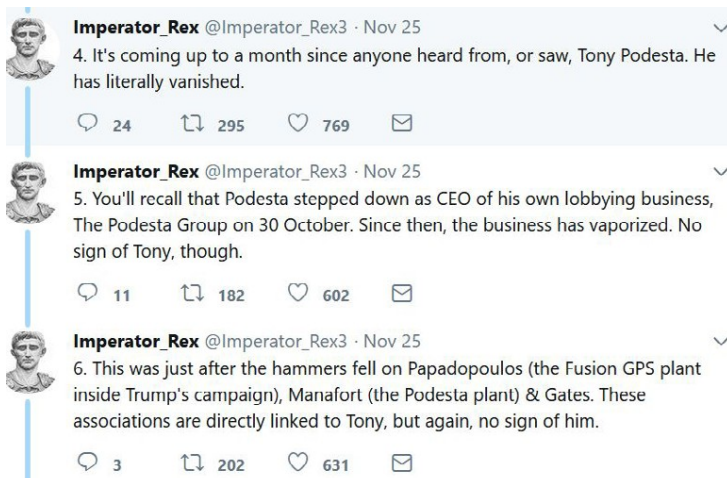 Imperator_Rex @Imperator_Rex3 · Nov 25
4. It's coming up to a month since anyone heard from, or saw, Tony Podesta. He
has literally vanished.
24 295 769
Imperator_Rex @Imperator_Rex3 · Nov 25
5. You'll recall that Podesta stepped down as CEO of his own lobbying business,
The Podesta Group on 30 October. Since then, the business has vaporized. No
sign of Tony, though.
11 182 602
Imperator_Rex @Imperator_Rex3 · Nov 25
6. This was just after the hammers fell on Papadopoulos (the Fusion GPS plant
inside Trump's campaign), Manafort (the Podesta plant) & Gates. These
associations are directly linked to Tony, but again, no sign of him.
3 202 631